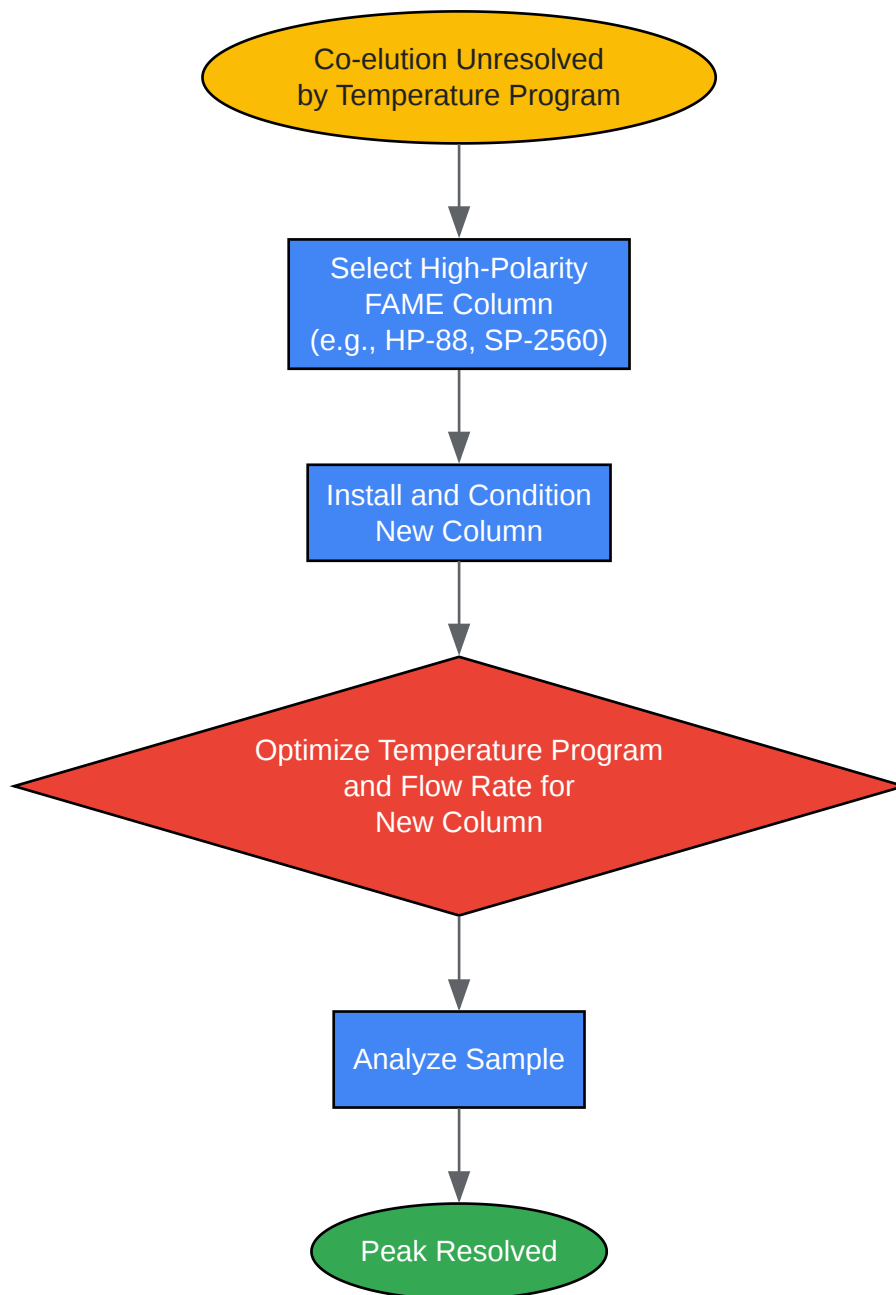 Co-elution Unresolved
by Temperature Program
Select High-Polarity
FAME Column
(e.g., HP-88, SP-2560)
Install and Condition
New Column
Optimize Temperature Program
and Flow Rate for
New Column
Analyze Sample
Peak Resolved